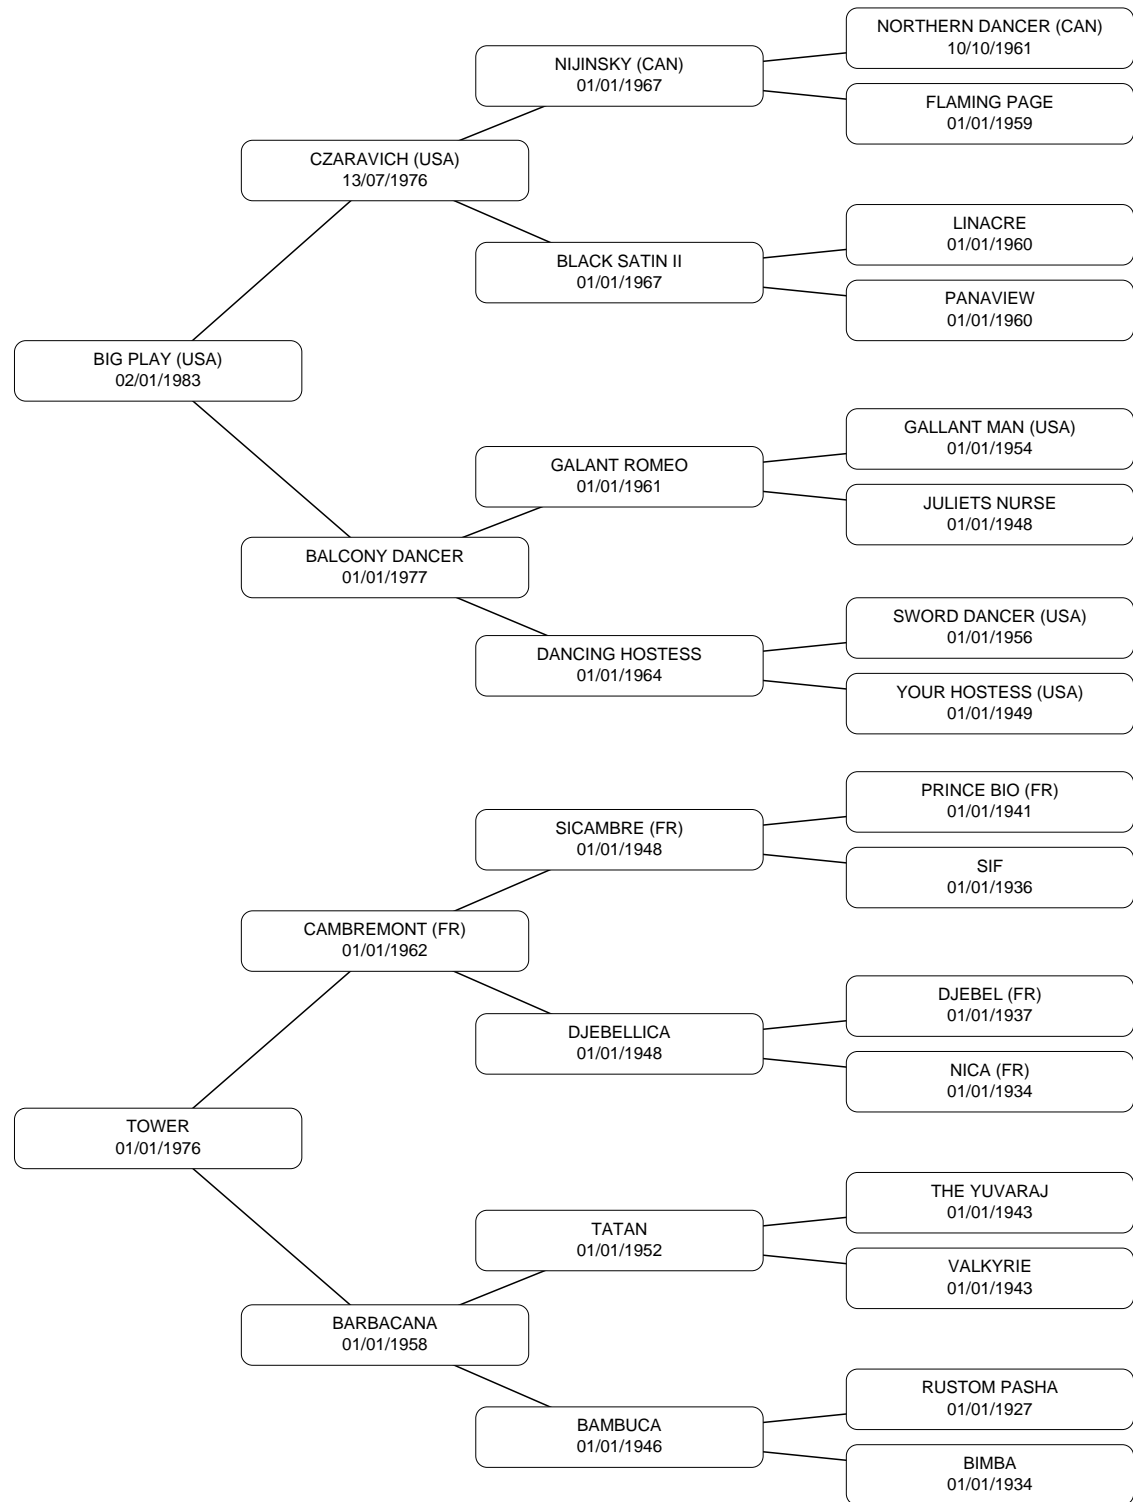 NORTHERN DANCER (CAN)
10/10/1961
NIJINSKY (CAN)
01/01/1967
FLAMING PAGE
01/01/1959
CZARAVICH (USA)
13/07/1976
LINACRE
01/01/1960
BLACK SATIN II
01/01/1967
PANAVIEW
01/01/1960
BIG PLAY (USA)
02/01/1983
GALLANT MAN (USA)
01/01/1954
GALANT ROMEO
01/01/1961
JULIETS NURSE
01/01/1948
BALCONY DANCER
01/01/1977
SWORD DANCER (USA)
01/01/1956
DANCING HOSTESS
01/01/1964
YOUR HOSTESS (USA)
01/01/1949
PRINCE BIO (FR)
01/01/1941
SICAMBRE (FR)
01/01/1948
SIF
01/01/1936
CAMBREMONT (FR)
01/01/1962
DJEBEL (FR)
01/01/1937
DJEBELLICA
01/01/1948
NICA (FR)
01/01/1934
TOWER
01/01/1976
THE YUVARAJ
01/01/1943
TATAN
01/01/1952
VALKYRIE
01/01/1943
BARBACANA
01/01/1958
RUSTOM PASHA
01/01/1927
BAMBUCA
01/01/1946
BIMBA
01/01/1934